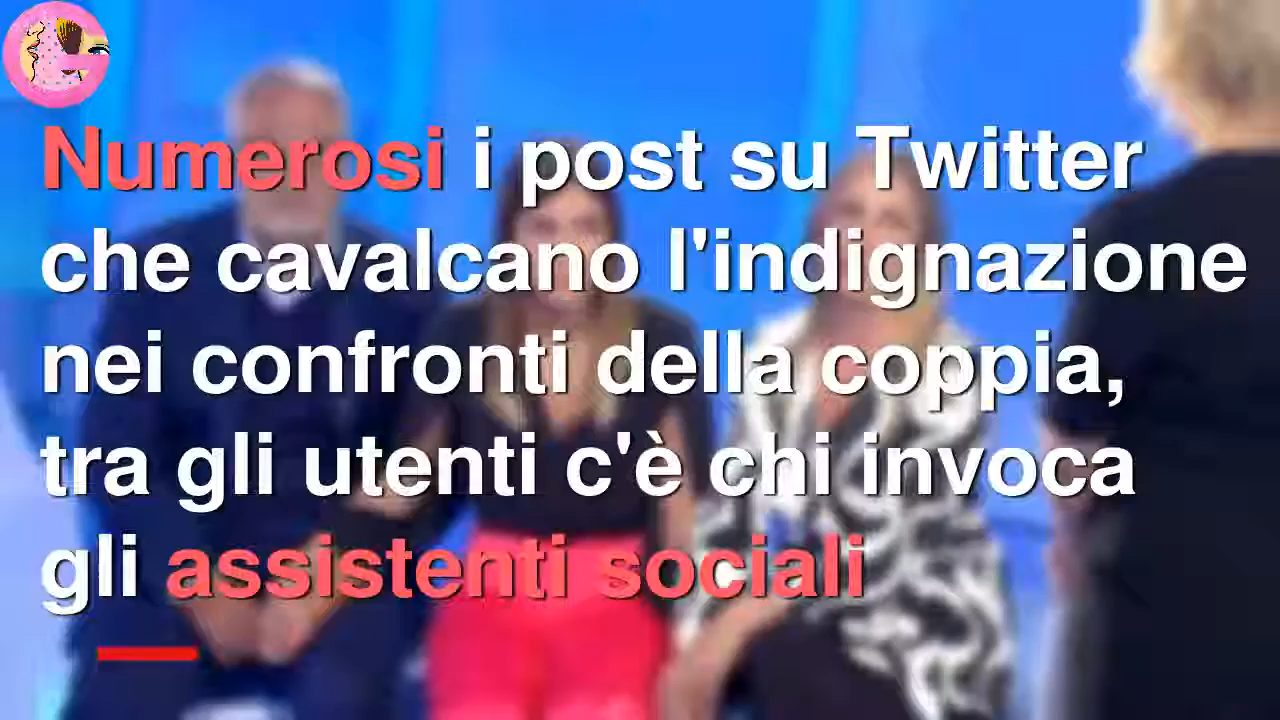 Numerosi i post su Twitter
che cavalcano l'indignazione
nei confronti della coppia,
tra gli utenti c'è chi invoca
gli assistenti sociali